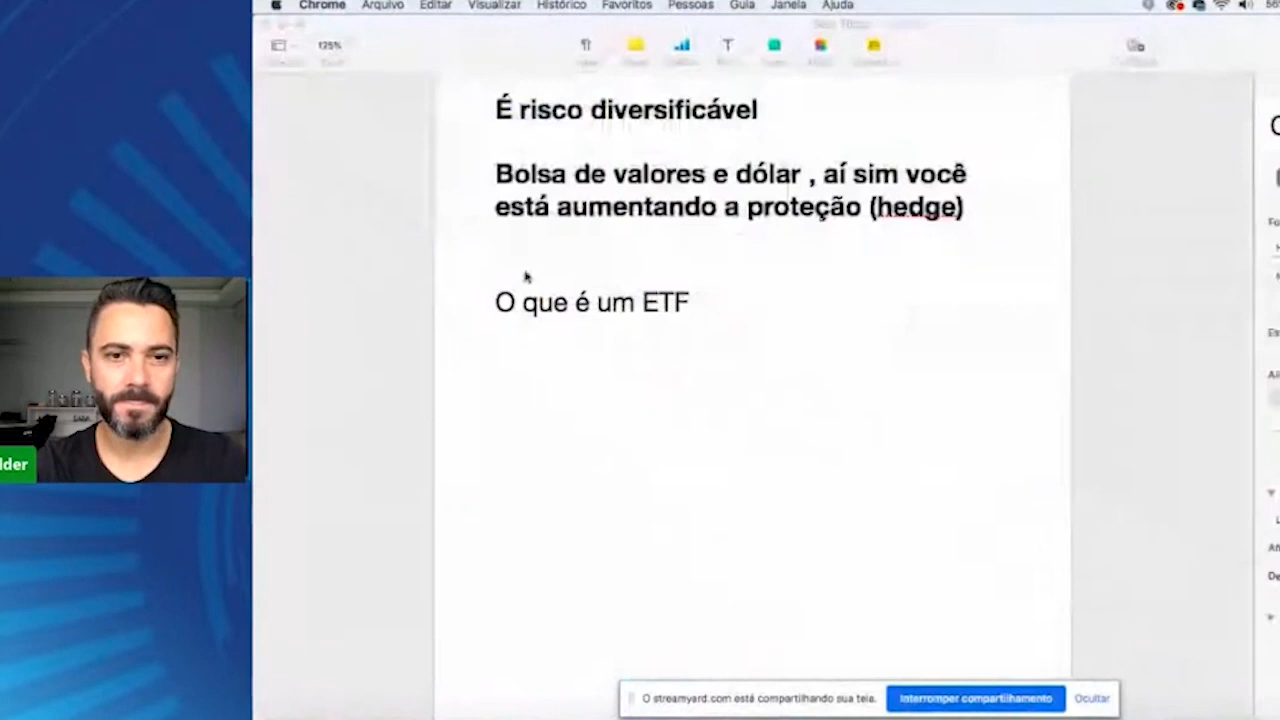 Chrome Arquivo Editar Visualizar Histórico Favoritos Pessoas Guia Janela Ajuda
125%
É risco diversificável
Bolsa de valores e dólar , aí sim você
está aumentando a proteção (hedge)
O que é um ETF
lder
O streamyard.com está compartilhando sua tela. Interromper compartilhamento Ocultar